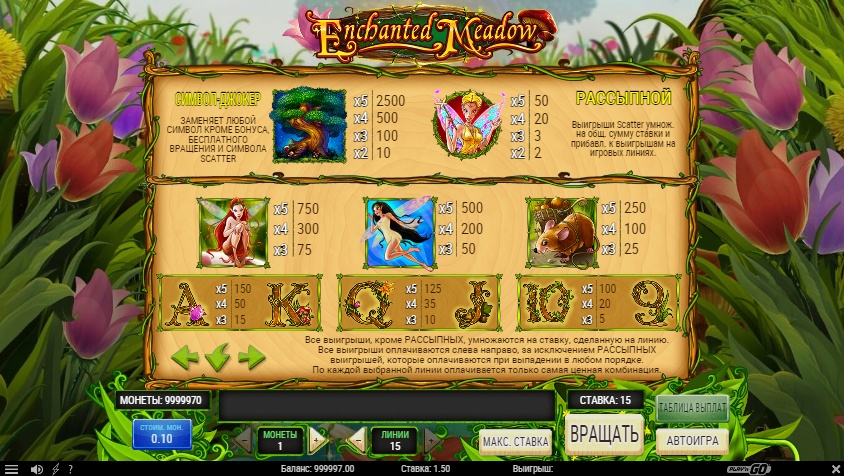 Enchanted Meadow
СИМВОЛ-ДЖОКЕР
ЗАМЕНЯЕТ ЛЮБОЙ
СИМВОЛ КРОМЕ БОНУСА,
БЕСПЛАТНОГО
ВРАЩЕНИЯ И СИМВОЛА
SCATTER
x5 2500
x4 500
x3 100
x2 10
x5 50
x4 20
x3 3
x2 2
РАССЫПНОЙ
Выигрыши Scatter умнож.
на общ. сумму ставки и
прибавл. к выигрышам на
игровых линиях.
x5 750
x4 300
x3 75
x5 500
x4 200
x3 50
x5 250
x4 100
x3 25
A
x5 150
x4 50
x3 15
K
Q
x5 125
x4 35
x3 10
J
10
x5 100
x4 20
x3 5
9
Все выигрыши, кроме РАССЫПНЫХ, умножаются на ставку, сделанную на линию.
Все выигрыши оплачиваются слева направо, за исключением РАССЫПНЫХ
выигрышей, которые оплачиваются при выпадении в любом порядке.
По каждой выбранной линии оплачивается только самая ценная комбинация.
МОНЕТЫ: 9999970
СТАВКА: 15
ТАБЛИЦА ВЫПЛАТ
СТОИМ. МОН.
0.10
- МОНЕТЫ 1 +
- ЛИНИИ 15 +
МАКС. СТАВКА
ВРАЩАТЬ
АВТОИГРА
? Баланс: 999997.00 Ставка: 1.50 Выигрыш: PLAY'N GO